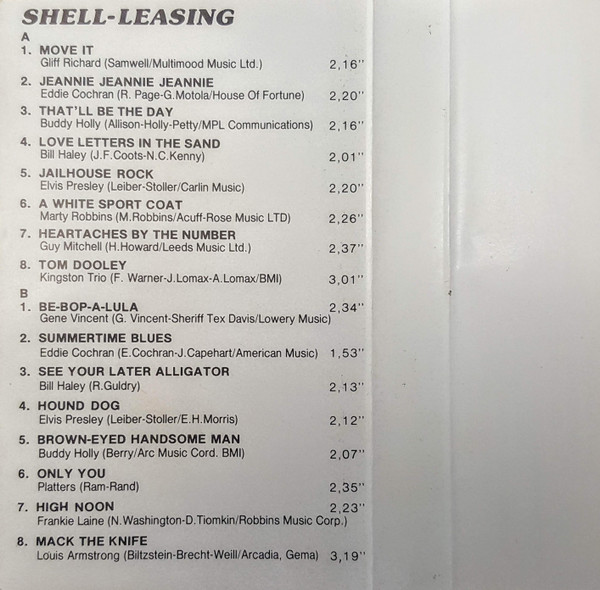 SHELL-LEASING
A
1. MOVE IT
Gliff Richard (Samwell/Multimood Music Ltd.) 2,16"
2. JEANNIE JEANNIE JEANNIE
Eddie Cochran (R. Page-G.Motola/House Of Fortune) 2,20"
3. THAT'LL BE THE DAY
Buddy Holly (Allison-Holly-Petty/MPL Communications) 2,16"
4. LOVE LETTERS IN THE SAND
Bill Haley (J.F.Coots-N.C.Kenny) 2,01"
5. JAILHOUSE ROCK
Elvis Presley (Leiber-Stoller/Carlin Music) 2,20"
6. A WHITE SPORT COAT
Marty Robbins (M.Robbins/Acuff-Rose Music LTD) 2,26"
7. HEARTACHES BY THE NUMBER
Guy Mitchell (H.Howard/Leeds Music Ltd.) 2,37"
8. TOM DOOLEY
Kingston Trio (F. Warner-J.Lomax-A.Lomax/BMI) 3,01"
B
1. BE-BOP-A-LULA 2,34"
Gene Vincent (G. Vincent-Sheriff Tex Davis/Lowery Music)
2. SUMMERTIME BLUES
Eddie Cochran (E.Cochran-J.Capehart/American Music) 1,53"
3. SEE YOUR LATER ALLIGATOR
Bill Haley (R.Guldry) 2,13"
4. HOUND DOG
Elvis Presley (Leiber-Stoller/E.H.Morris) 2,12"
5. BROWN-EYED HANDSOME MAN
Buddy Holly (Berry/Arc Music Cord. BMI) 2,07"
6. ONLY YOU
Platters (Ram-Rand) 2,35"
7. HIGH NOON 2,23"
Frankie Laine (N.Washington-D.Tiomkin/Robbins Music Corp.)
8. MACK THE KNIFE
Louis Armstrong (Biltzstein-Brecht-Weill/Arcadia, Gema) 3,19"